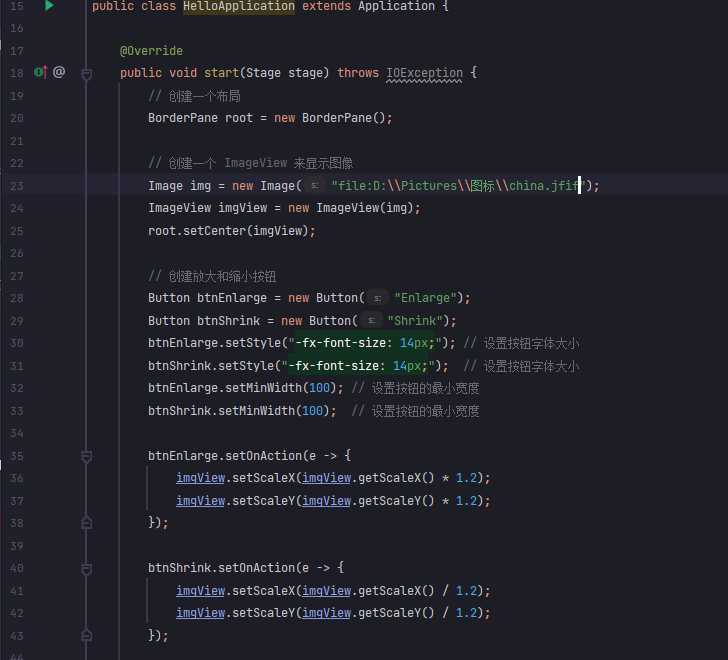 15 public class HelloApplication extends Application {
16
17 @Override
18 @ public void start(Stage stage) throws IOException {
19 // 创建一个布局
20 BorderPane root = new BorderPane();
21
22 // 创建一个 ImageView 来显示图像
23 Image img = new Image( s: "file:D:\\Pictures\\图标\\china.jfif");
24 ImageView imgView = new ImageView(img);
25 root.setCenter(imgView);
26
27 // 创建放大和缩小按钮
28 Button btnEnlarge = new Button( s: "Enlarge");
29 Button btnShrink = new Button( s: "Shrink");
30 btnEnlarge.setStyle("-fx-font-size: 14px;"); // 设置按钮字体大小
31 btnShrink.setStyle("-fx-font-size: 14px;"); // 设置按钮字体大小
32 btnEnlarge.setMinWidth(100); // 设置按钮的最小宽度
33 btnShrink.setMinWidth(100); // 设置按钮的最小宽度
34
35 btnEnlarge.setOnAction(e -> {
36 imgView.setScaleX(imgView.getScaleX() * 1.2);
37 imgView.setScaleY(imgView.getScaleY() * 1.2);
38 });
39
40 btnShrink.setOnAction(e -> {
41 imgView.setScaleX(imgView.getScaleX() / 1.2);
42 imgView.setScaleY(imgView.getScaleY() / 1.2);
43 });
44